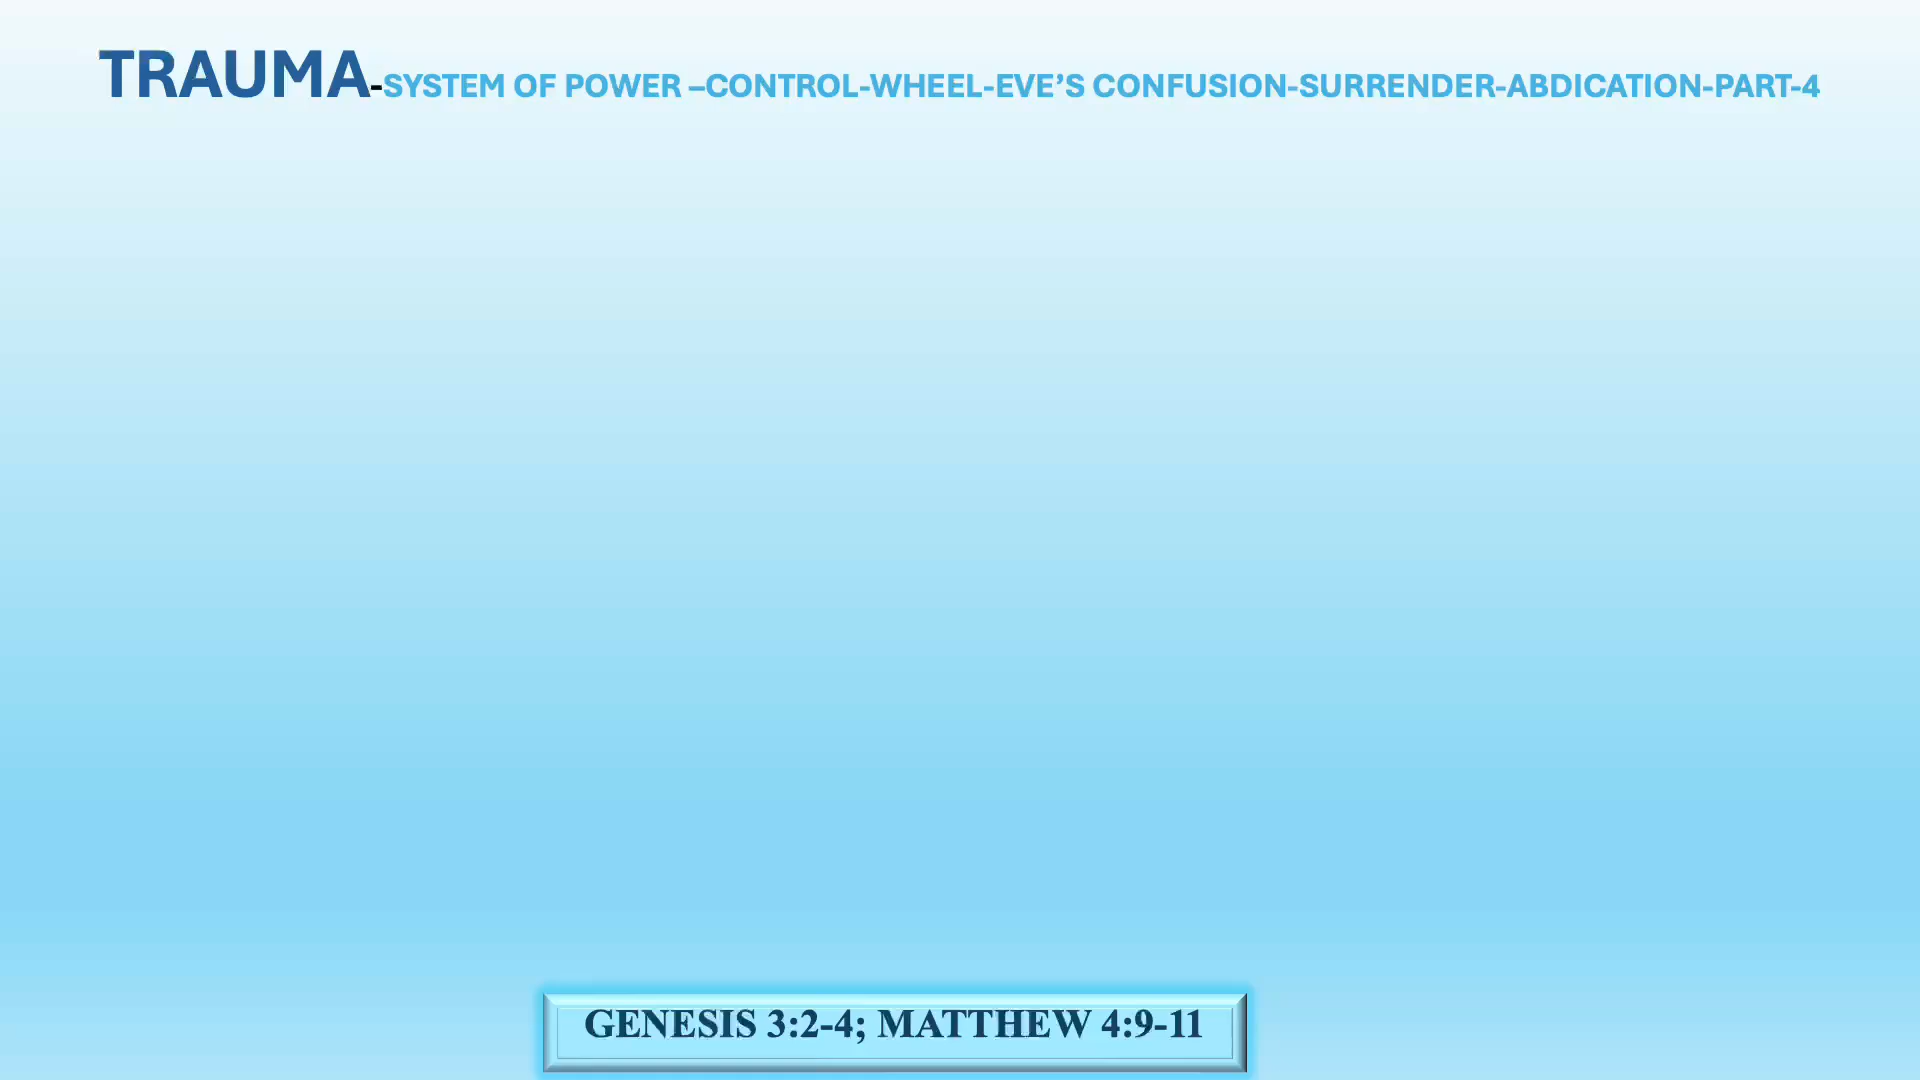 TRAUMA-SYSTEM OF POWER –CONTROL-WHEEL-EVE’S CONFUSION-SURRENDER-ABDICATION-PART-4
GENESIS 3:2-4; MATTHEW 4:9-11